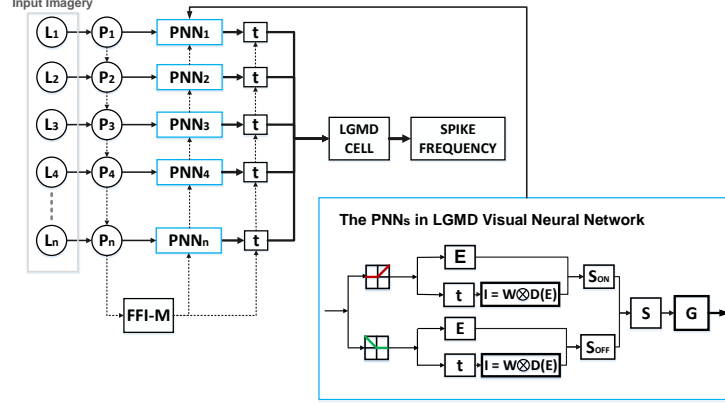 Input Imagery
L1 P1 PNN1 t
L2 P2 PNN2 t
L3 P3 PNN3 t
LGMD CELL
SPIKE FREQUENCY
L4 P4 PNN4 t
Ln Pn PNNn t
FFI-M
The PNNs in LGMD Visual Neural Network
E
t I = W⊗D(E)
SON
E
t I = W⊗D(E)
SOFF
S G